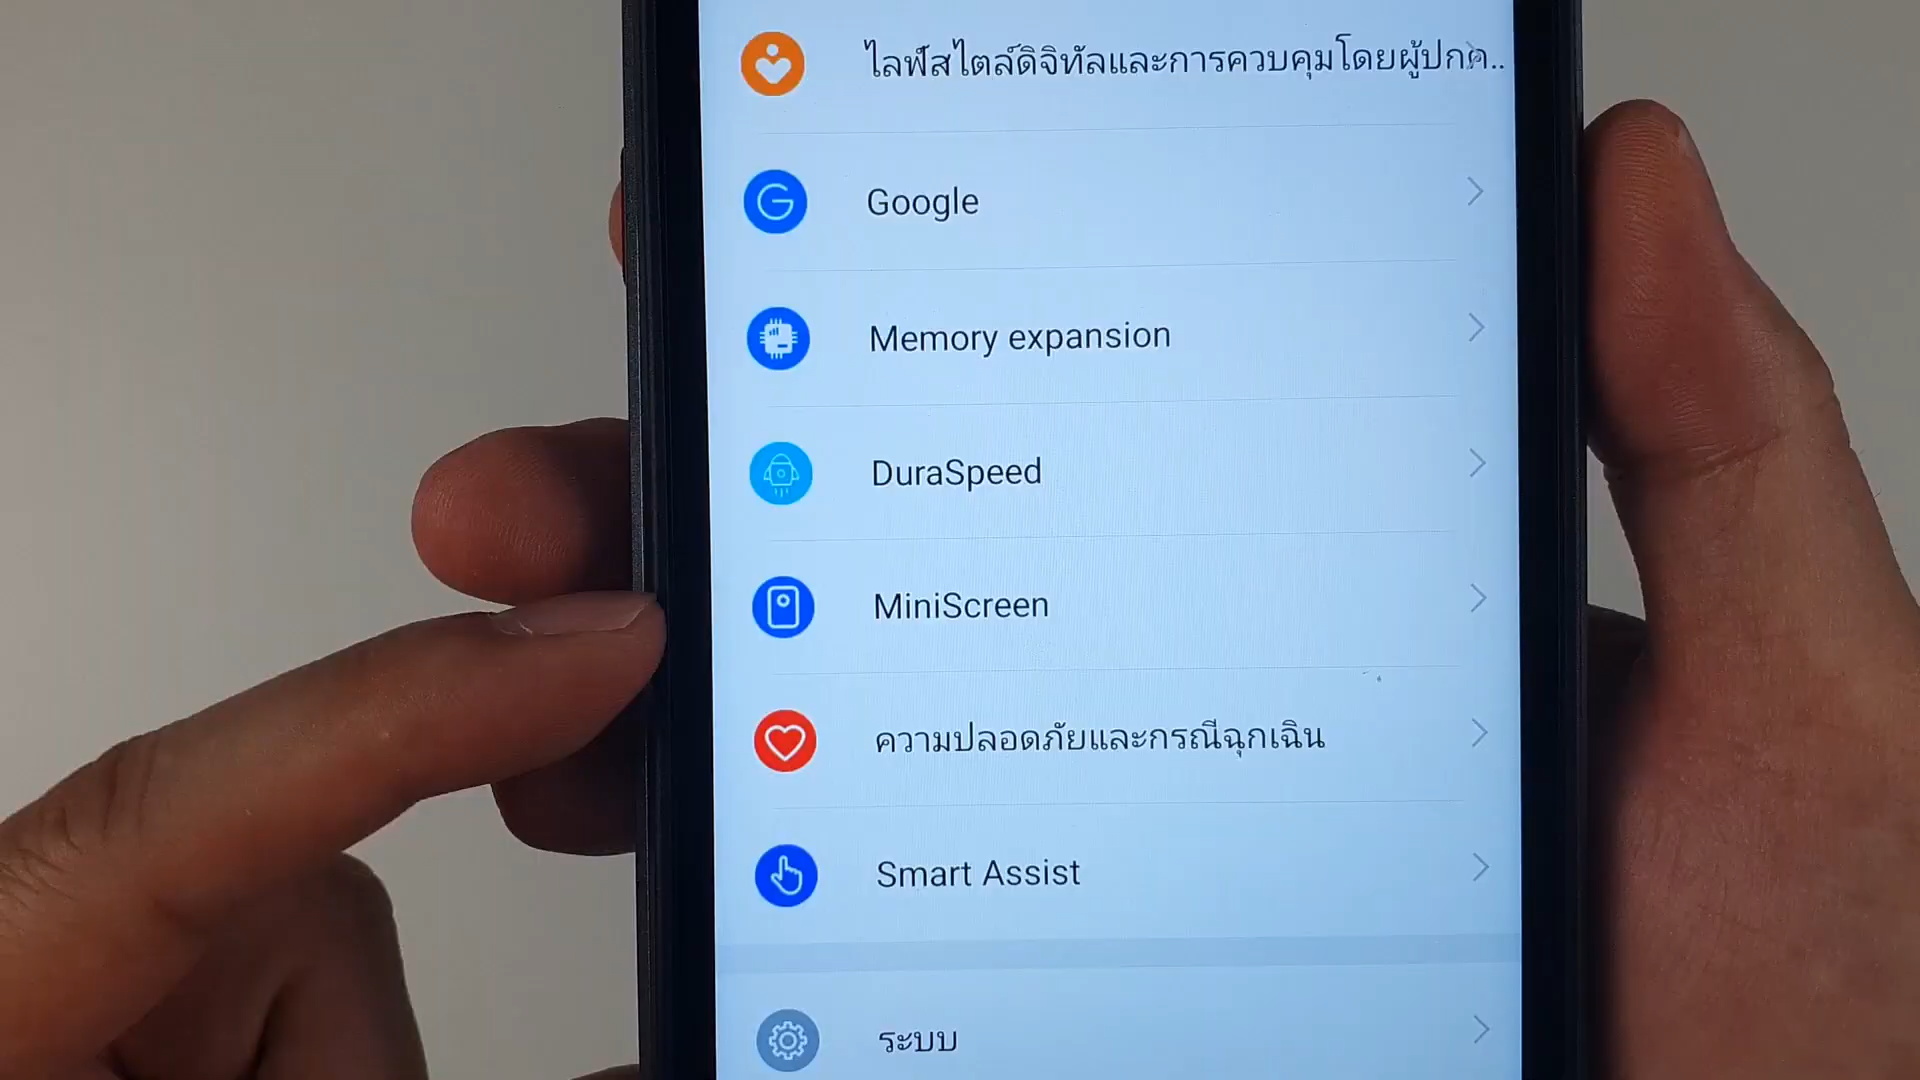 ไลฟ์สไตล์ดิจิทัลและการควบคุมโดยผู้ปกค..
Google
Memory expansion
DuraSpeed
MiniScreen
ความปลอดภัยและกรณีฉุกเฉิน
Smart Assist
ระบบ